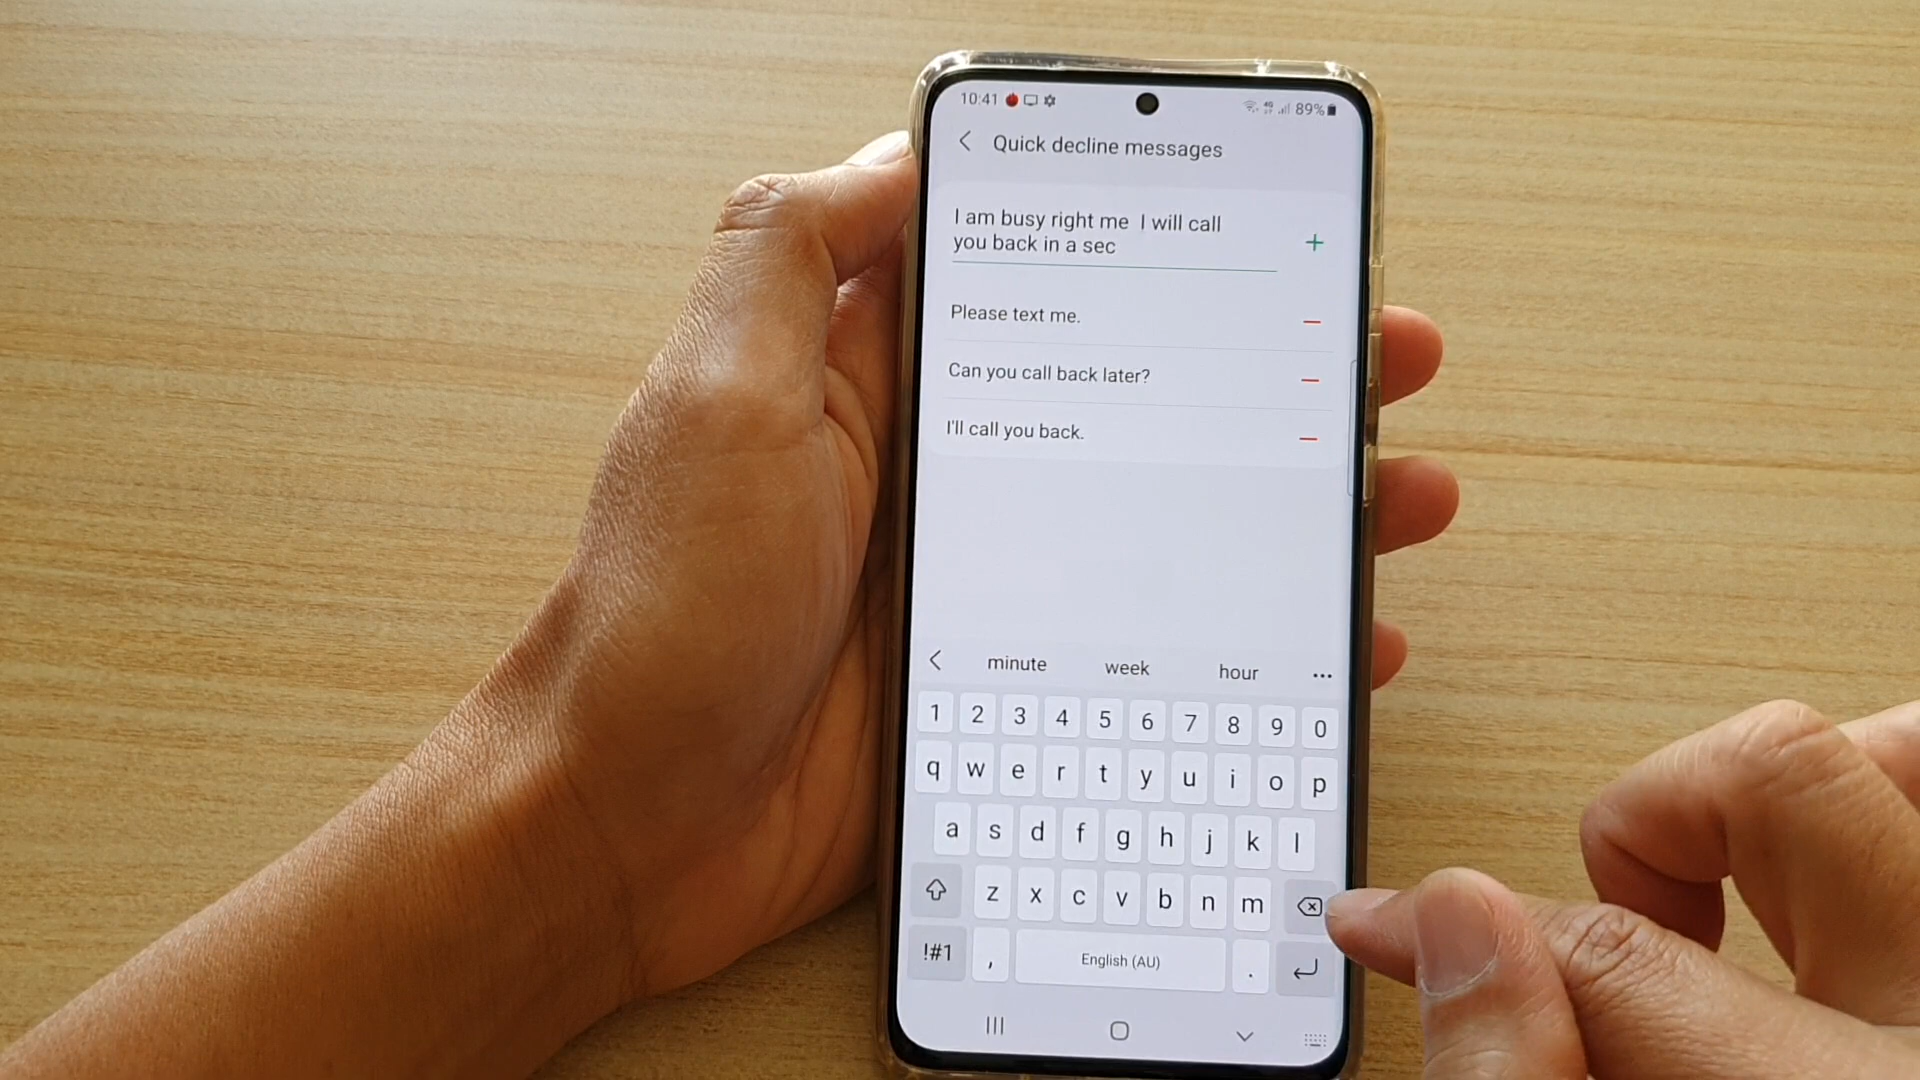 10:41 4G 89%
Quick decline messages
I am busy right me  I will call
you back in a sec
Please text me.
Can you call back later?
I'll call you back.
minute week hour
1 2 3 4 5 6 7 8 9 0
q w e r t y u i o p
a s d f g h j k l
z x c v b n m
!#1 , English (AU) .